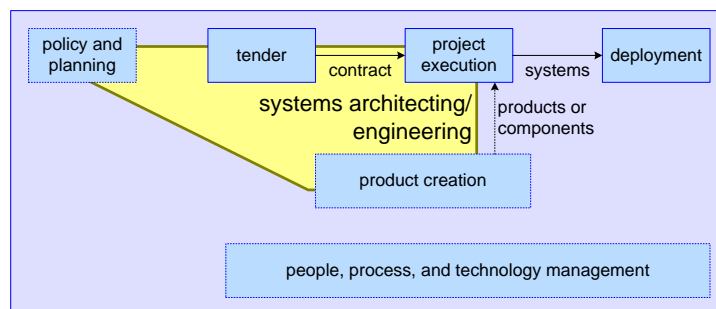 policy and
planning
tender
contract
project
execution
systems
deployment
systems architecting/
engineering
products or
components
product creation
people, process, and technology management